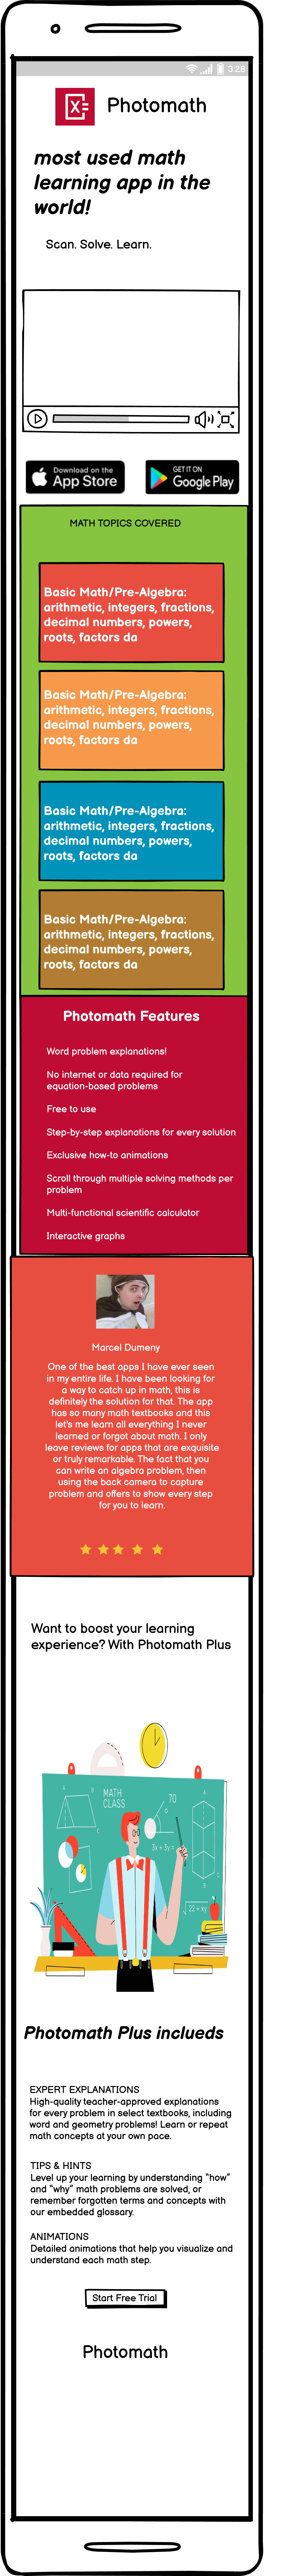 3:28
Photomath
most used math
learning app in the
world!
Scan. Solve. Learn.
Download on the
App Store
GET IT ON
Google Play
MATH TOPICS COVERED
Basic Math/Pre-Algebra:
arithmetic, integers, fractions,
decimal numbers, powers,
roots, factors da
Basic Math/Pre-Algebra:
arithmetic, integers, fractions,
decimal numbers, powers,
roots, factors da
Basic Math/Pre-Algebra:
arithmetic, integers, fractions,
decimal numbers, powers,
roots, factors da
Basic Math/Pre-Algebra:
arithmetic, integers, fractions,
decimal numbers, powers,
roots, factors da
Photomath Features
Word problem explanations!
No internet or data required for
equation-based problems
Free to use
Step-by-step explanations for every solution
Exclusive how-to animations
Scroll through multiple solving methods per
problem
Multi-functional scientific calculator
Interactive graphs
Marcel Dumeny
One of the best apps I have ever seen
in my entire life. I have been looking for
a way to catch up in math, this is
definitely the solution for that. The app
has so many math textbooks and this
let's me learn all everything I never
learned or forgot about math. I only
leave reviews for apps that are exquisite
or truly remarkable. The fact that you
can write an algebra problem, then
using the back camera to capture
problem and offers to show every step
for you to learn.
Want to boost your learning
experience? With Photomath Plus
MATH
CLASS
70
A
B
C
A
3x + 3y =
B
C
√22 + xy
Photomath Plus inclueds
EXPERT EXPLANATIONS
High-quality teacher-approved explanations
for every problem in select textbooks, including
word and geometry problems! Learn or repeat
math concepts at your own pace.
TIPS & HINTS
Level up your learning by understanding "how"
and "why" math problems are solved, or
remember forgotten terms and concepts with
our embedded glossary.
ANIMATIONS
Detailed animations that help you visualize and
understand each math step.
Start Free Trial
Photomath